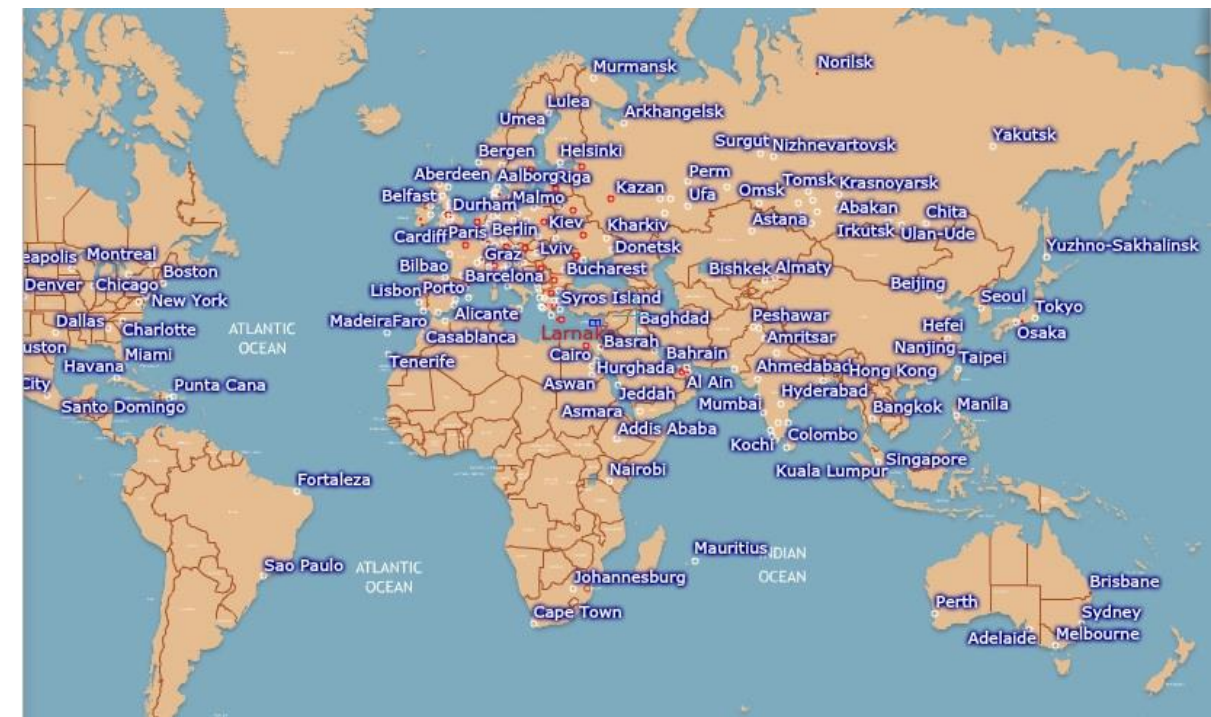 Murmansk
Norilsk
Lulea
Umea
Arkhangelsk
Yakutsk
Surgut
Nizhnevartovsk
Bergen
Helsinki
Aberdeen
Aalborg
Riga
Perm
Tomsk
Krasnoyarsk
Kazan
Ufa
Omsk
Belfast
Durham
Malmo
Abakan
Chita
Kharkiv
Astana
Kiev
Irkutsk
Ulan-Ude
Cardiff
Paris
Berlin
Lviv
Donetsk
Yuzhno-Sakhalinsk
eapolis
Montreal
Graz
Bilbao
Barcelona
Bucharest
Bishkek
Almaty
Boston
Denver
Chicago
Beijing
Lisbon
Porto
Syros Island
Seoul
New York
Tokyo
Dallas
Charlotte
ATLANTIC
OCEAN
Madeira
Faro
Alicante
Baghdad
Peshawar
Hefei
Osaka
Casablanca
Larnak
Amritsar
uston
Miami
Cairo
Basrah
Bahrain
Nanjing
Taipei
Havana
Tenerife
Hurghada
Ahmedabad
Hong Kong
City
Punta Cana
Aswan
Jeddah
Al Ain
Hyderabad
Santo Domingo
Asmara
Mumbai
Bangkok
Manila
Addis Ababa
Kochi
Colombo
Nairobi
Kuala Lumpur
Singapore
Fortaleza
Mauritius
INDIAN
OCEAN
Sao Paulo
ATLANTIC
OCEAN
Johannesburg
Brisbane
Cape Town
Perth
Sydney
Adelaide
Melbourne